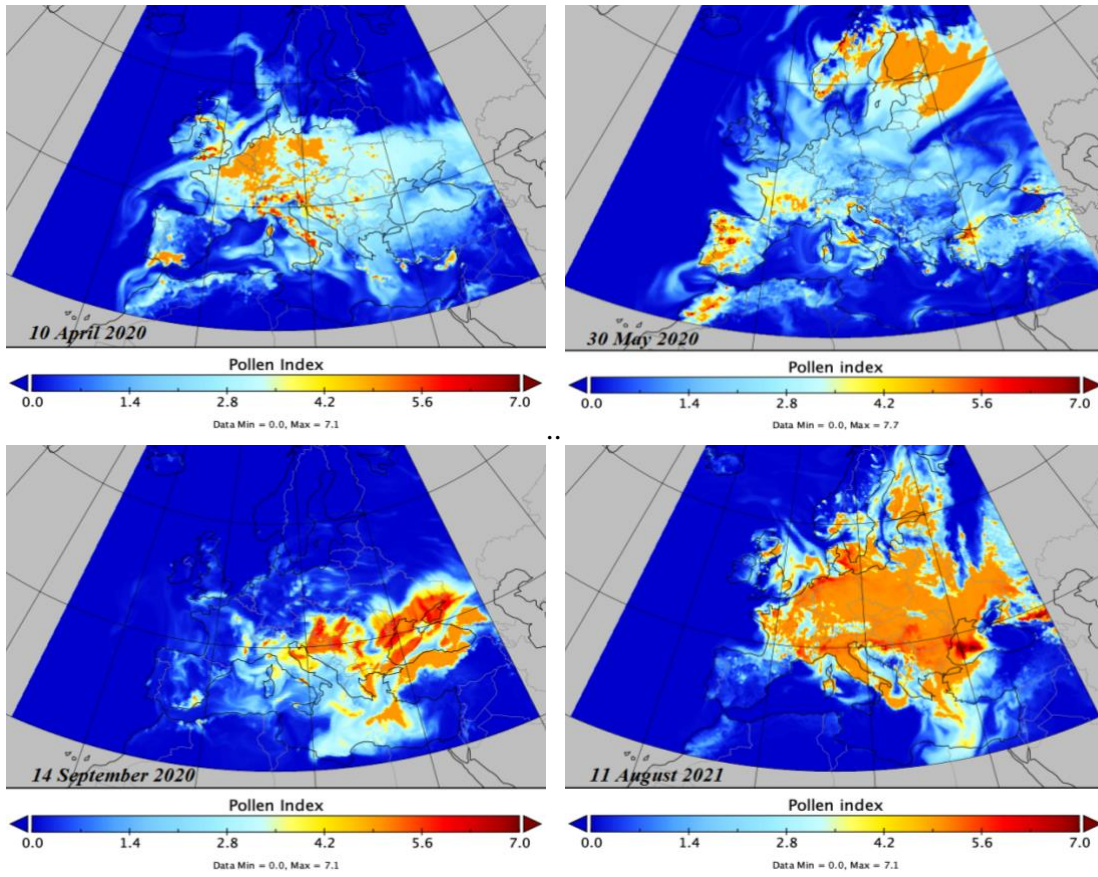 10 April 2020
30 May 2020
Pollen Index
Pollen index
0.0 1.4 2.8 4.2 5.6 7.0
0.0 1.4 2.8 4.2 5.6 7.0
Data Min = 0.0, Max = 7.1
Data Min = 0.0, Max = 7.7
..
14 September 2020
11 August 2021
Pollen Index
Pollen index
0.0 1.4 2.8 4.2 5.6 7.0
0.0 1.4 2.8 4.2 5.6 7.0
Data Min = 0.0, Max = 7.1
Data Min = 0.0, Max = 7.1